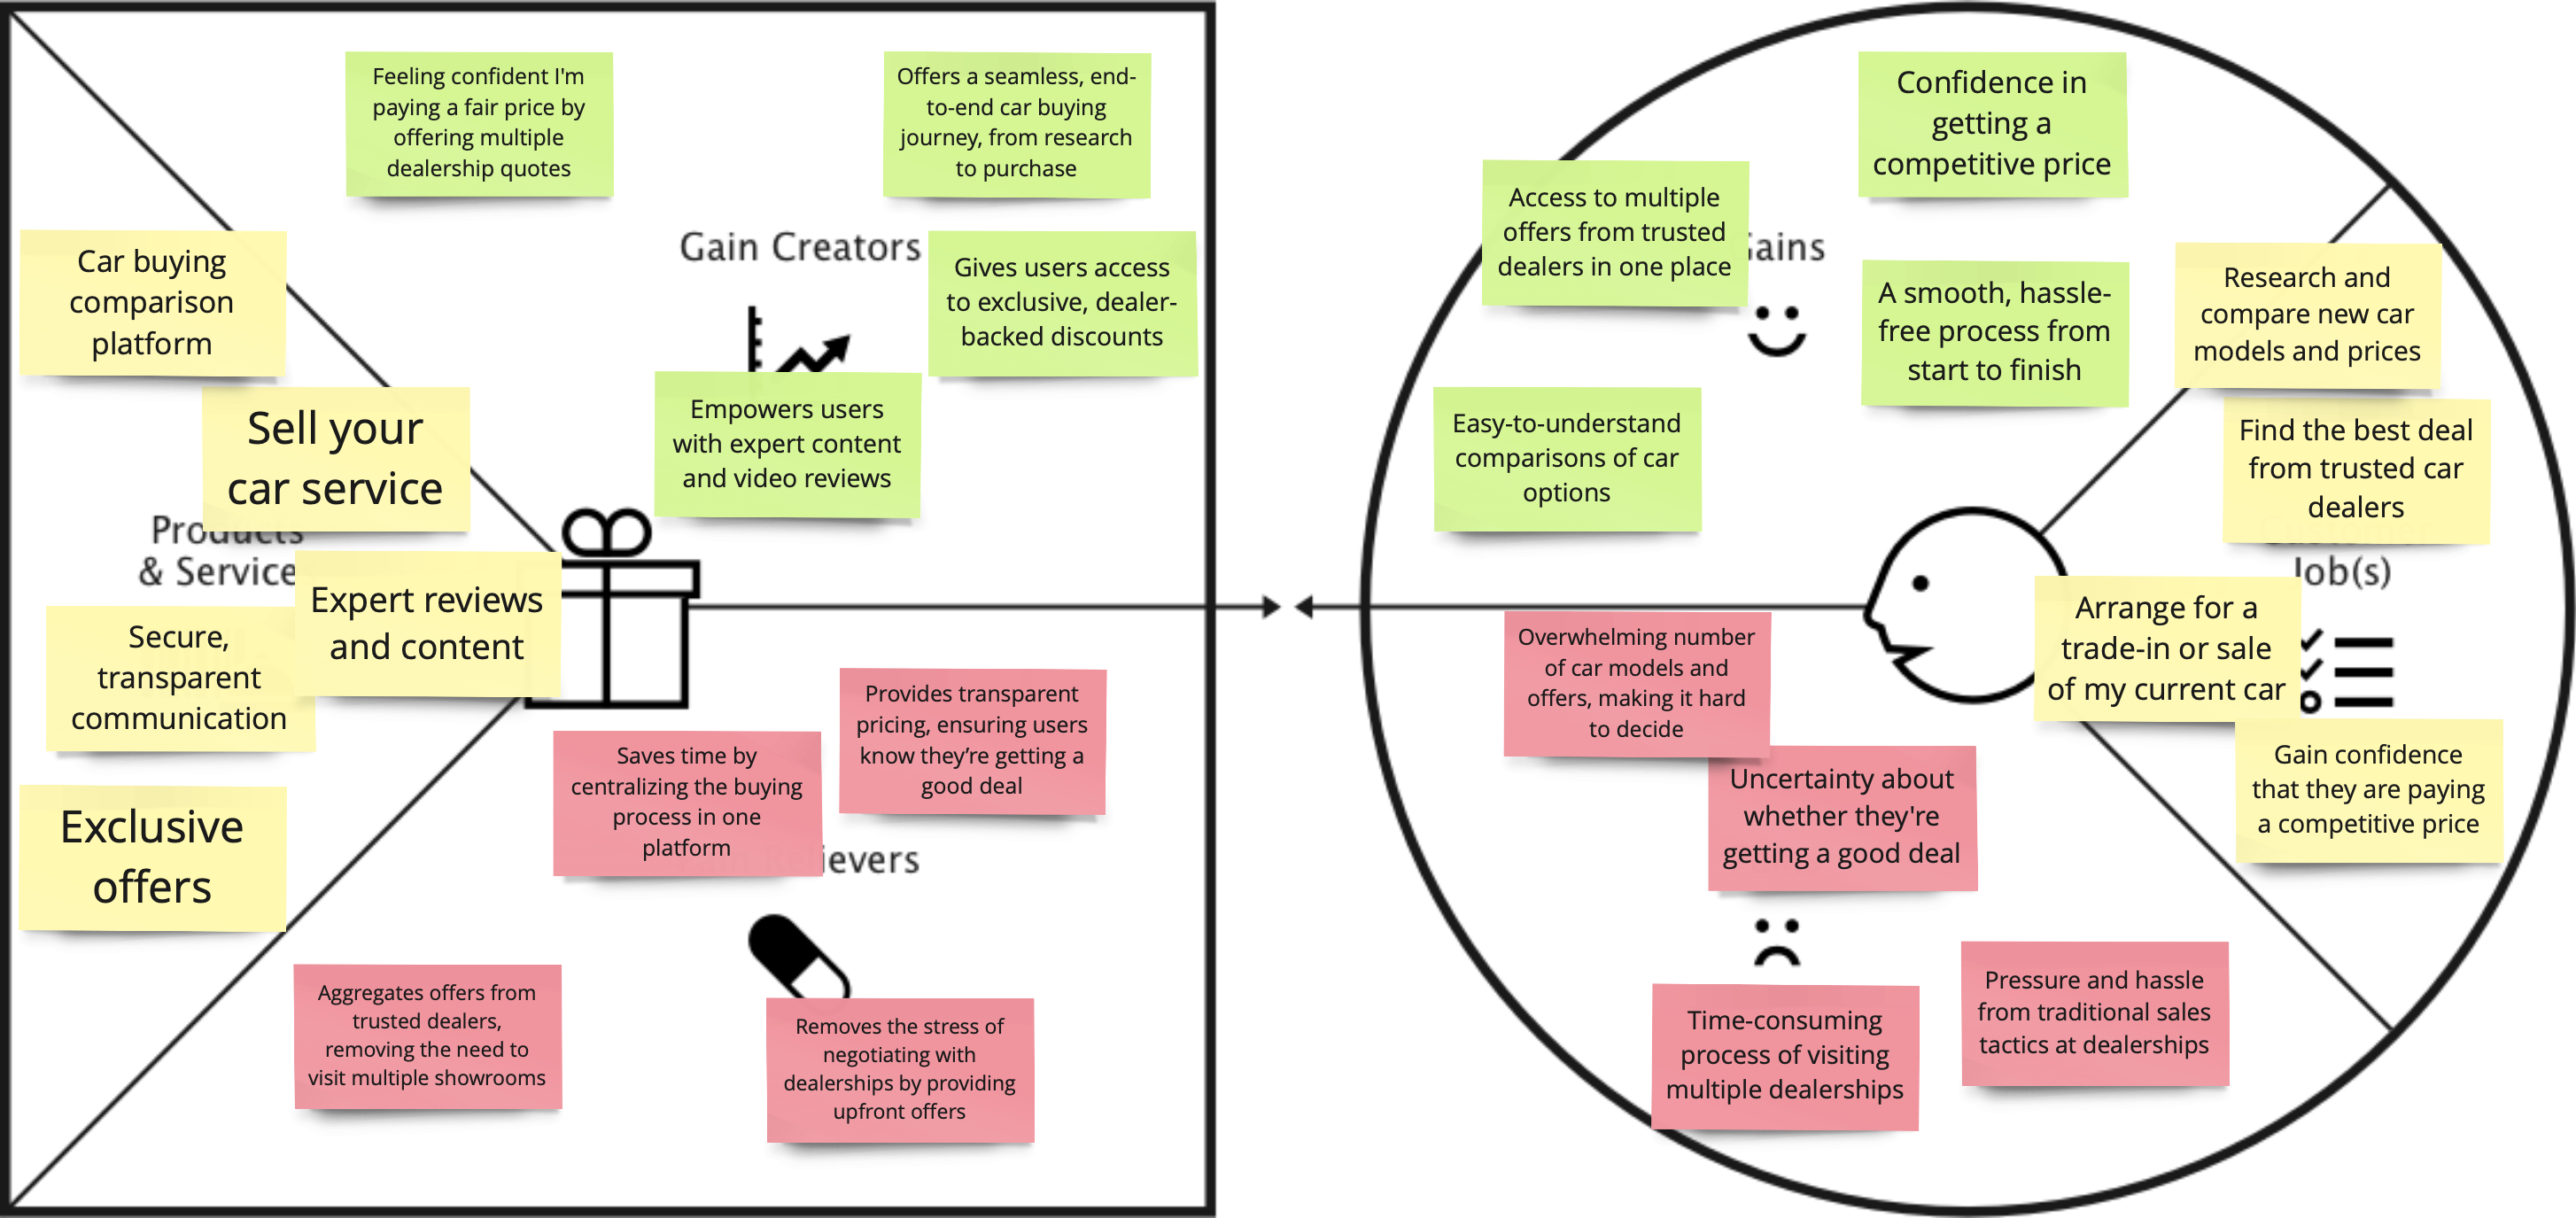 Feeling confident I'm
paying a fair price by
offering multiple
dealership quotes
Offers a seamless, end-
to-end car buying
journey, from research
to purchase
Gain Creators
Gives users access
to exclusive, dealer-
backed discounts
Empowers users
with expert content
and video reviews
Car buying
comparison
platform
Sell your
car service
Products
& Service
Expert reviews
and content
Secure,
transparent
communication
Exclusive
offers
Provides transparent
pricing, ensuring users
know they’re getting a
good deal
Saves time by
centralizing the buying
process in one
platform
ievers
Aggregates offers from
trusted dealers,
removing the need to
visit multiple showrooms
Removes the stress of
negotiating with
dealerships by providing
upfront offers
Confidence in
getting a
competitive price
Access to multiple
offers from trusted
dealers in one place
Gains
A smooth, hassle-
free process from
start to finish
Easy-to-understand
comparisons of car
options
Research and
compare new car
models and prices
Find the best deal
from trusted car
dealers
Job(s)
Arrange for a
trade-in or sale
of my current car
Gain confidence
that they are paying
a competitive price
Overwhelming number
of car models and
offers, making it hard
to decide
Uncertainty about
whether they're
getting a good deal
Time-consuming
process of visiting
multiple dealerships
Pressure and hassle
from traditional sales
tactics at dealerships